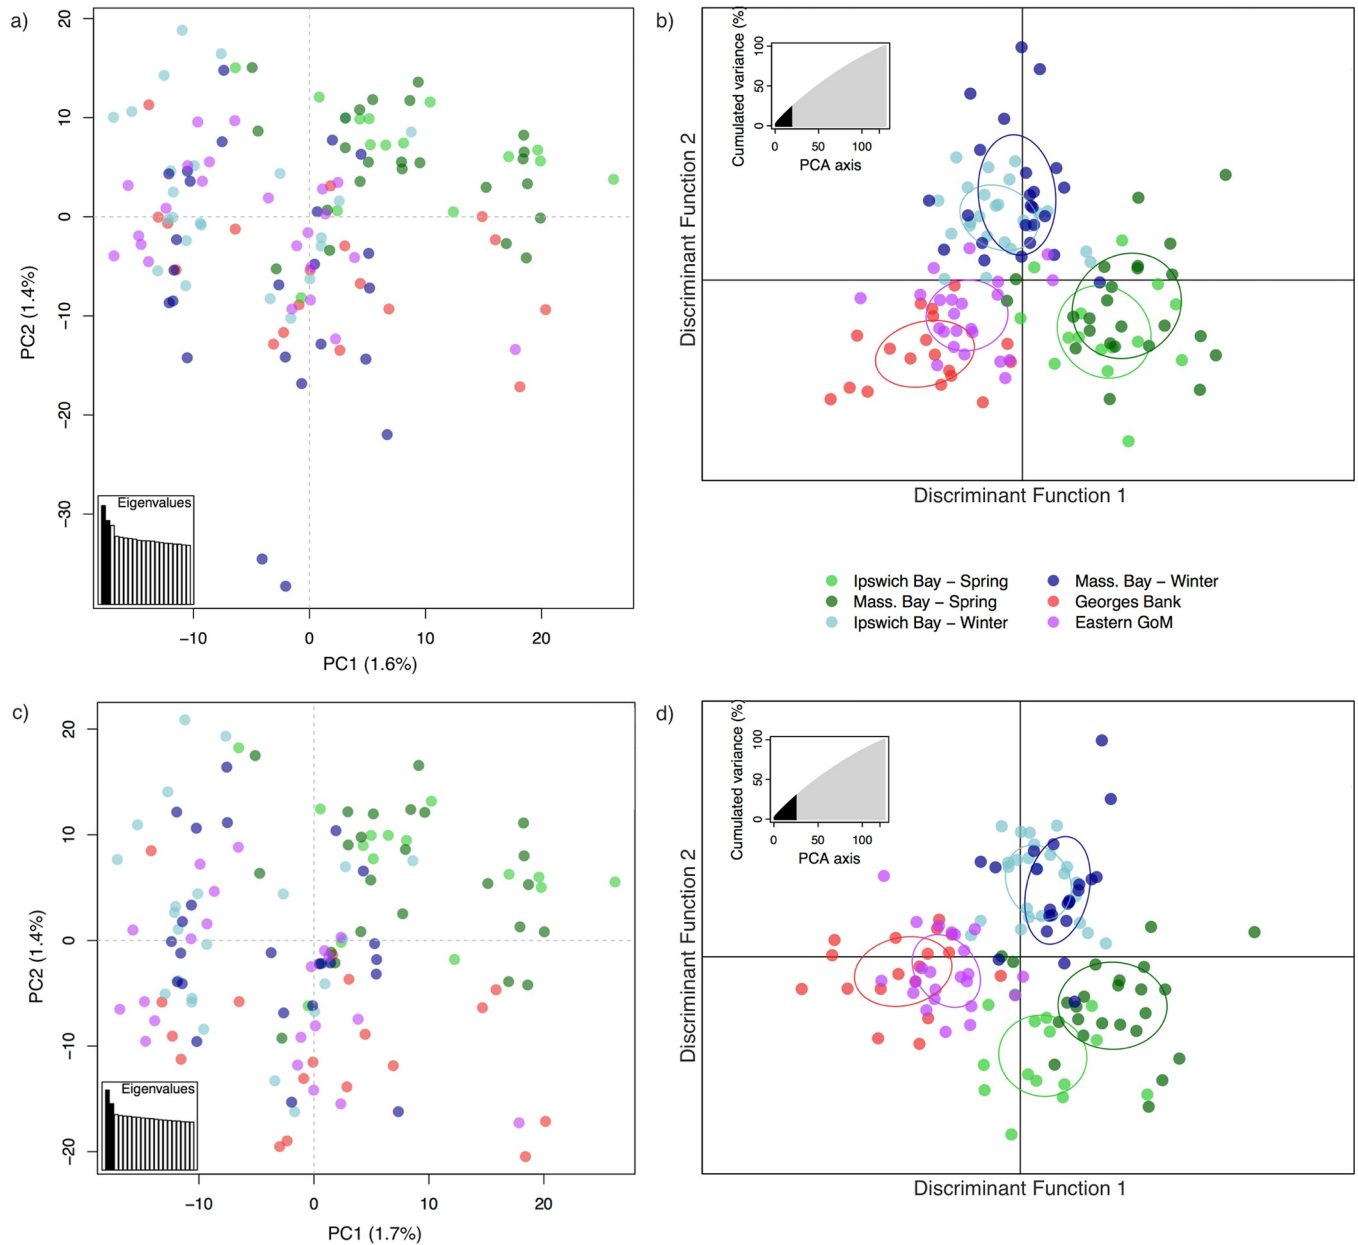 a)
20
10
0
−10
−20
−30
PC2 (1.4%)
Eigenvalues
−10
0
10
20
PC1 (1.6%)
b)
Cumulated variance (%)
100
50
0
0
50
100
PCA axis
Discriminant Function 2
Discriminant Function 1
Ipswich Bay − Spring
Mass. Bay − Spring
Ipswich Bay − Winter
Mass. Bay − Winter
Georges Bank
Eastern GoM
c)
20
10
0
−10
−20
PC2 (1.4%)
Eigenvalues
−10
0
10
20
PC1 (1.7%)
d)
Cumulated variance (%)
100
50
0
0
50
100
PCA axis
Discriminant Function 2
Discriminant Function 1